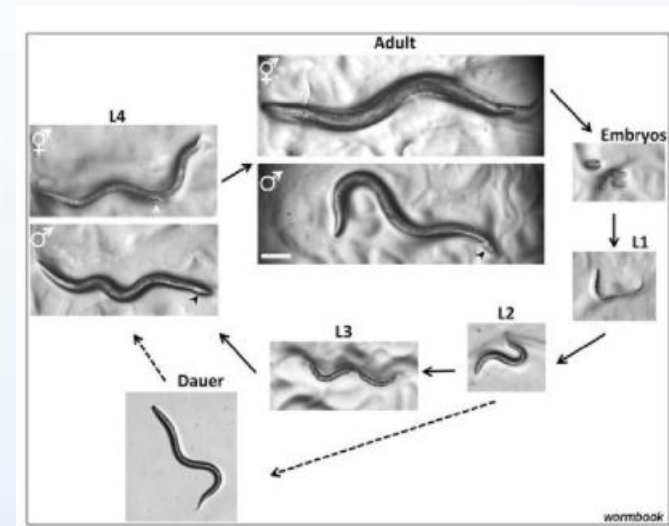 Adult
L4
⚥
⚥
Embryos
♂
♂
L1
L2
L3
Dauer
wormbook